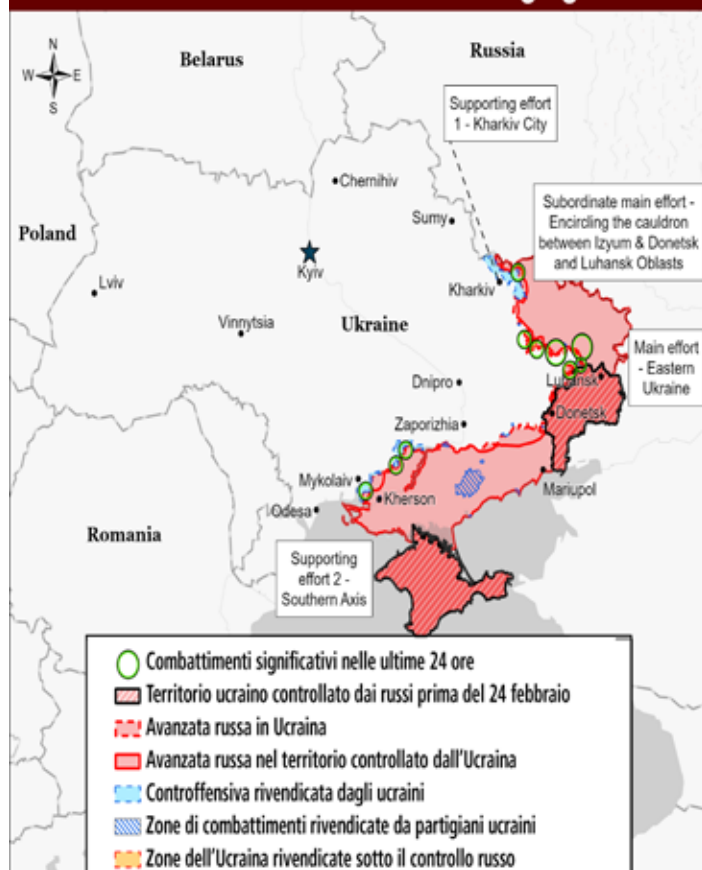 Belarus
Russia
N
W E
S
Supporting effort
1 - Kharkiv City
Chernihiv
Subordinate main effort -
Encircling the cauldron
between Izyum & Donetsk
and Luhansk Oblasts
Sumy
Poland
Kyiv
Lviv
Kharkiv
Vinnytsia
Ukraine
Main effort
- Eastern
Ukraine
Dnipro
Luhansk
Donetsk
Zaporizhia
Mykolaiv
Mariupol
Kherson
Odesa
Romania
Supporting
effort 2 -
Southern Axis
Combattimenti significativi nelle ultime 24 ore
Territorio ucraino controllato dai russi prima del 24 febbraio
Avanzata russa in Ucraina
Avanzata russa nel territorio controllato dall'Ucraina
Controffensiva rivendicata dagli ucraini
Zone di combattimenti rivendicate da partigiani ucraini
Zone dell'Ucraina rivendicate sotto il controllo russo